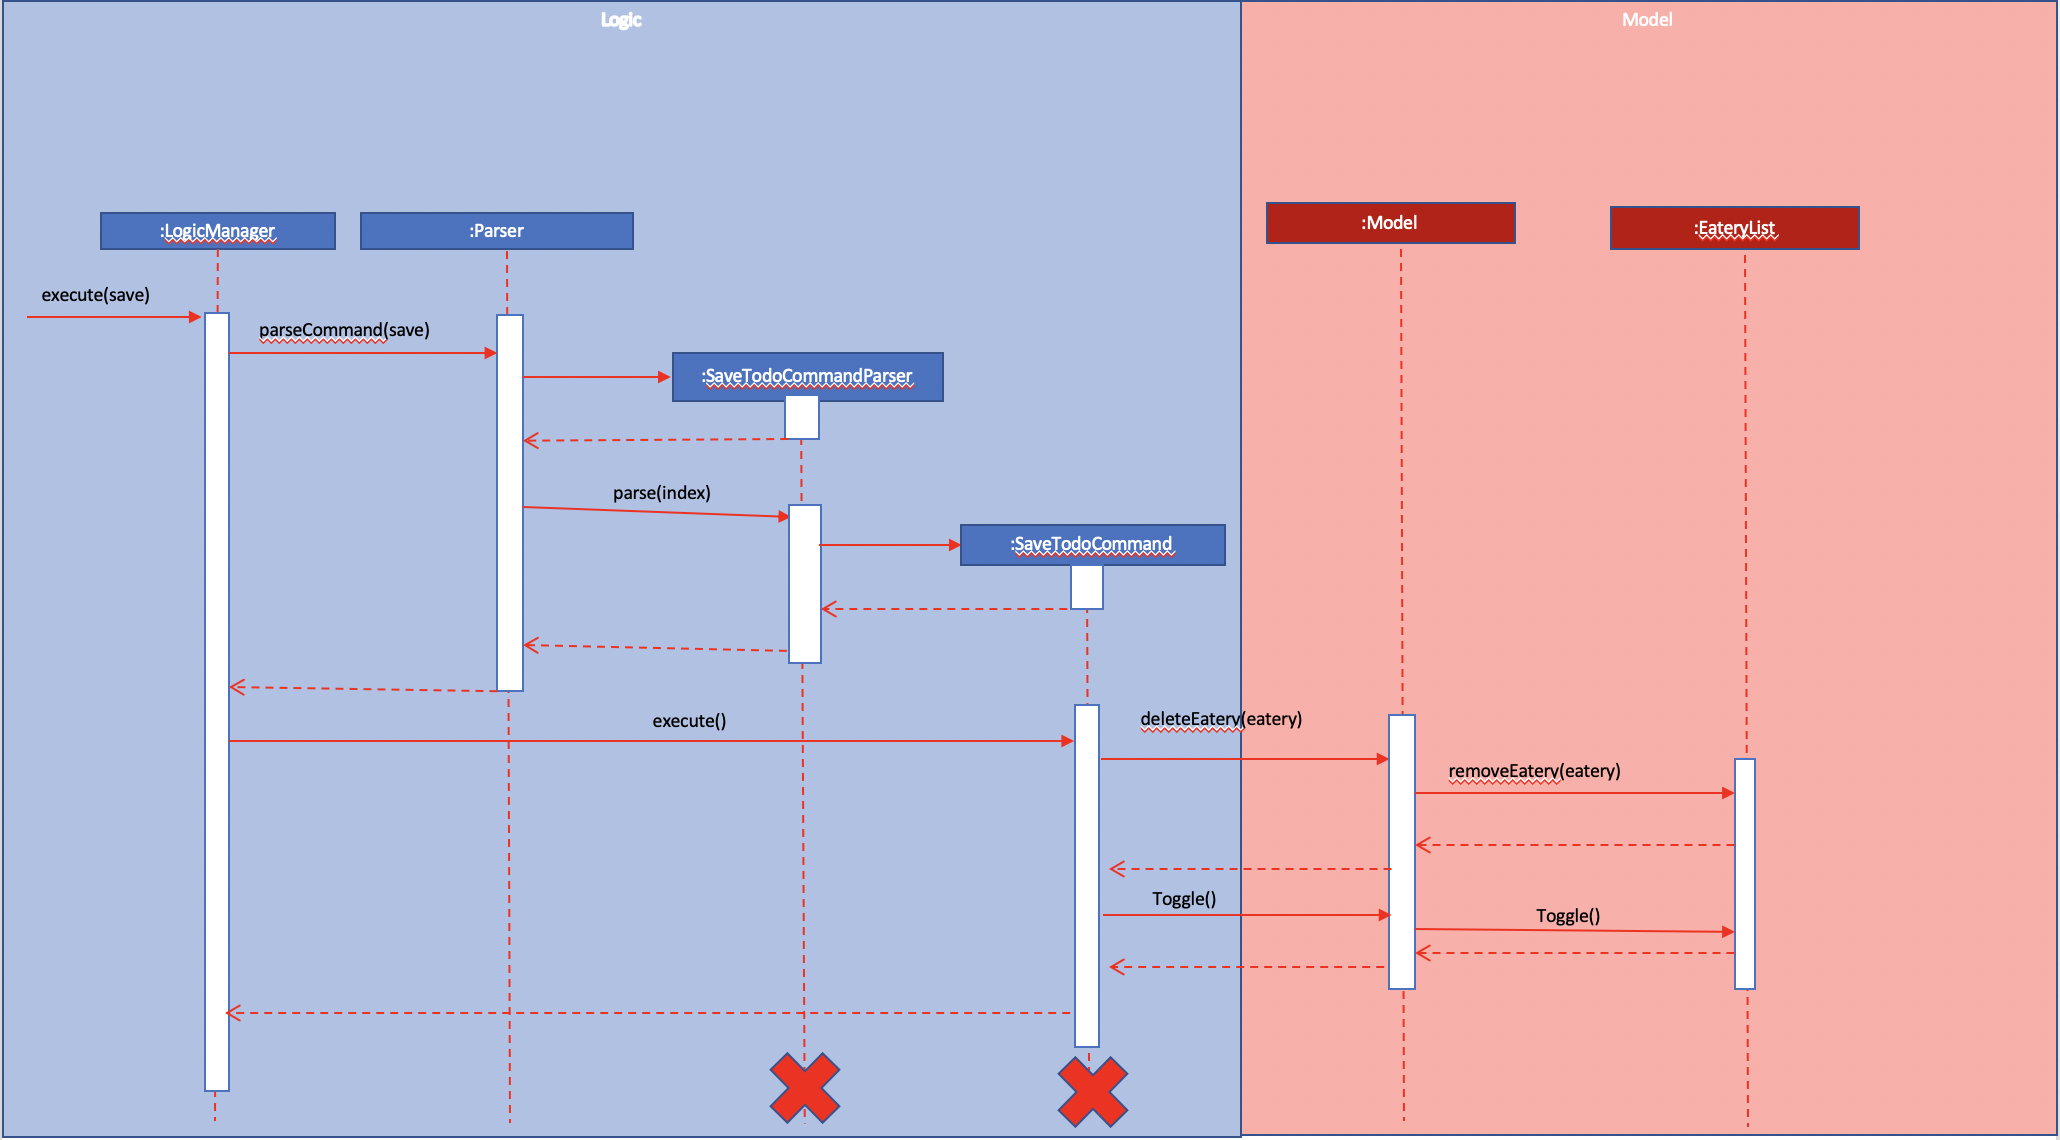 Logic
Model
:LogicManager
:Parser
:Model
:EateryList
execute(save)
parseCommand(save)
:SaveTodoCommandParser
parse(index)
:SaveTodoCommand
execute()
deleteEatery(eatery)
removeEatery(eatery)
Toggle()
Toggle()